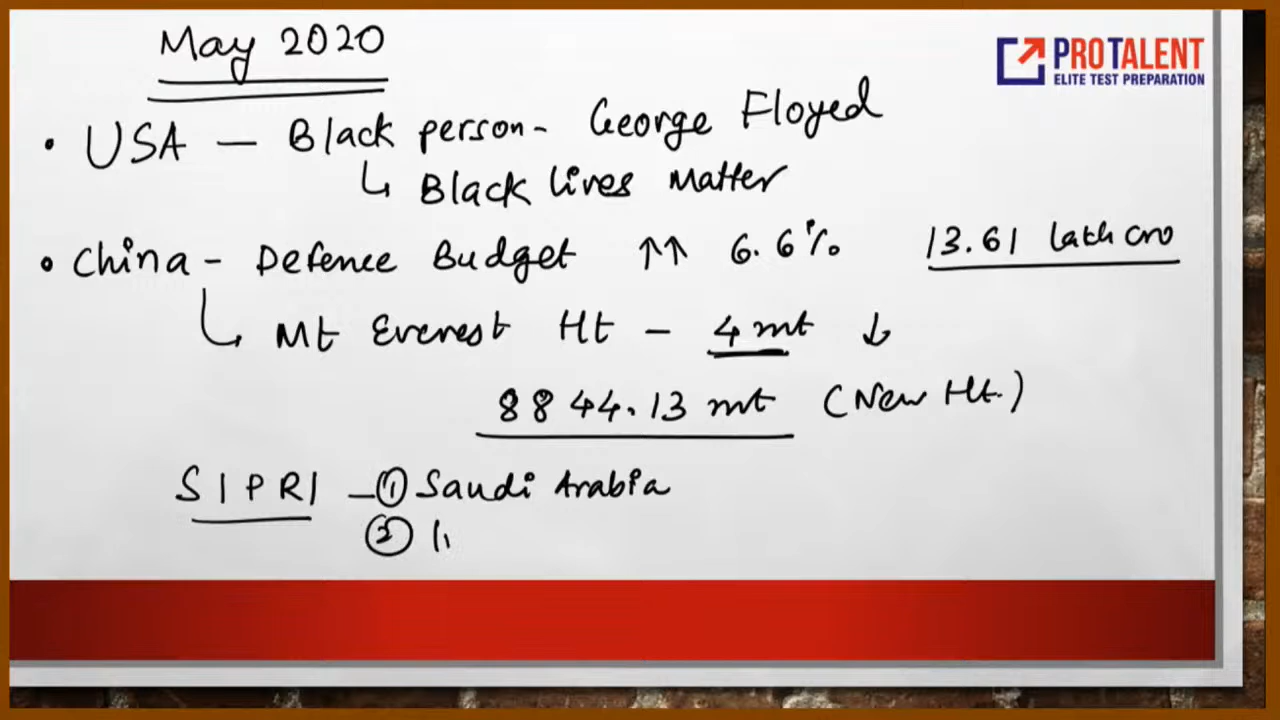 May 2020
PROTALENT
ELITE TEST PREPARATION
• USA — Black person - George Floyed
↳ Black lives Matter
• China - Defence Budget ↑↑ 6.6% 13.61 lakh cro
↳ Mt Everest Ht - 4 mt ↓
8844.13 mt (New Ht.)
SIPRI - ① Saudi Arabia
②